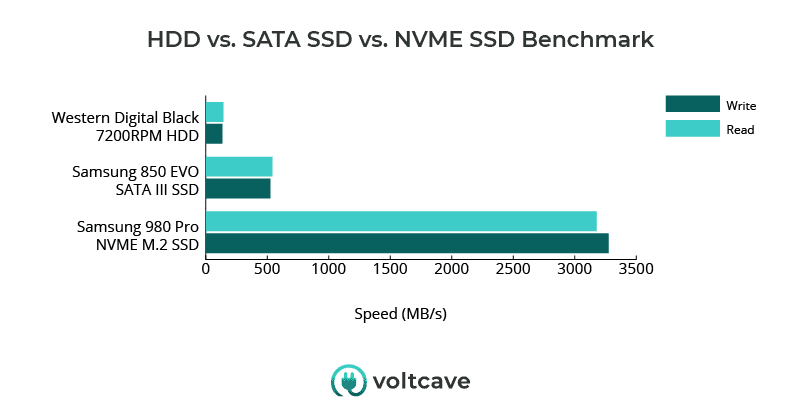 HDD vs. SATA SSD vs. NVME SSD Benchmark
Write
Read
Western Digital Black
7200RPM HDD
Samsung 850 EVO
SATA III SSD
Samsung 980 Pro
NVME M.2 SSD
0 500 1000 1500 2000 2500 3000 3500
Speed (MB/s)
voltcave